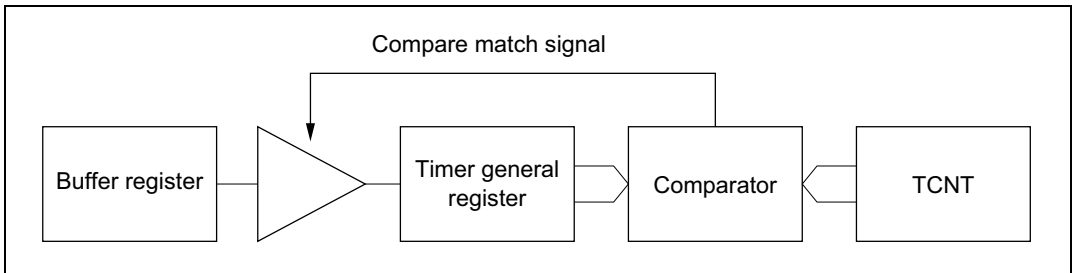 Compare match signal
Buffer register
Timer general
register
Comparator
TCNT